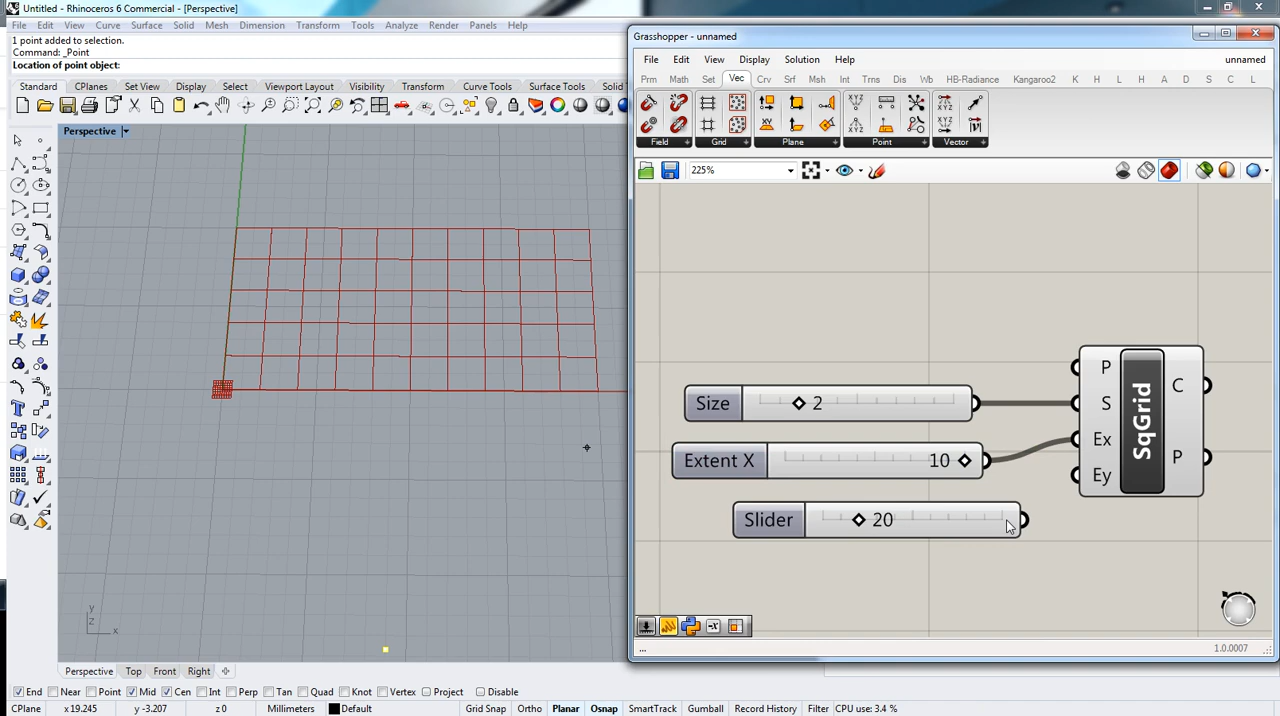 Untitled - Rhinoceros 6 Commercial - [Perspective]
File Edit View Curve Surface Solid Mesh Dimension Transform Tools Analyze Render Panels Help
1 point added to selection.
Command: _Point
Location of point object:
Standard CPlanes Set View Display Select Viewport Layout Visibility Transform Curve Tools Surface Tools Solid
Perspective
y
z x
Perspective Top Front Right
End Near Point Mid Cen Int Perp Tan Quad Knot Vertex Project Disable
CPlane x 19.245 y -3.207 z 0 Millimeters Default Grid Snap Ortho Planar Osnap SmartTrack Gumball Record History Filter CPU use: 3.4 %
Grasshopper - unnamed
File Edit View Display Solution Help unnamed
Prm Math Set Vec Crv Srf Msh Int Trns Dis Wb HB-Radiance Kangaroo2 K H L H A D S C L
XYZ XYZ
XY XYZ XYZ
Field Grid Plane Point Vector
225%
Size 2
Extent X 10
Slider 20
P
S
Ex
Ey
SqGrid
C
P
... 1.0.0007